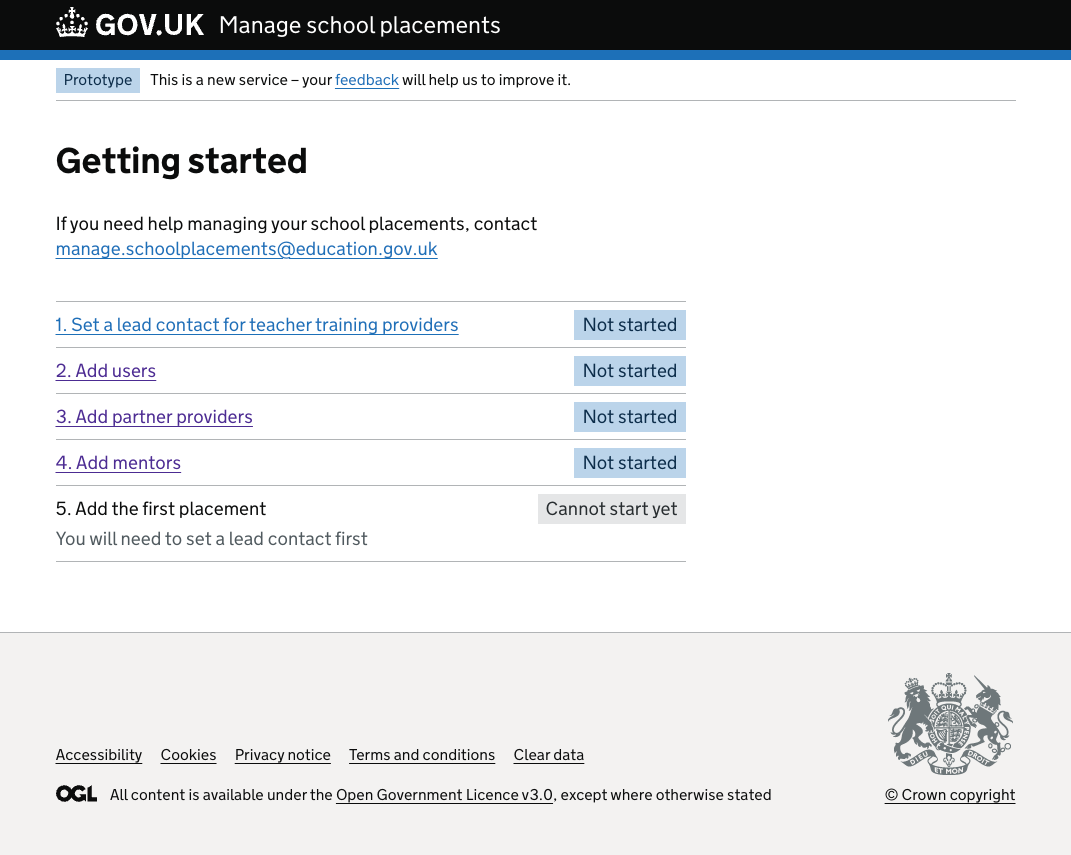 GOV.UK Manage school placements
Prototype This is a new service – your feedback will help us to improve it.
Getting started
If you need help managing your school placements, contact
manage.schoolplacements@education.gov.uk
1. Set a lead contact for teacher training providers Not started
2. Add users Not started
3. Add partner providers Not started
4. Add mentors Not started
5. Add the first placement Cannot start yet
You will need to set a lead contact first
Accessibility Cookies Privacy notice Terms and conditions Clear data
OGL All content is available under the Open Government Licence v3.0, except where otherwise stated
DIEU ET MON DROIT
© Crown copyright